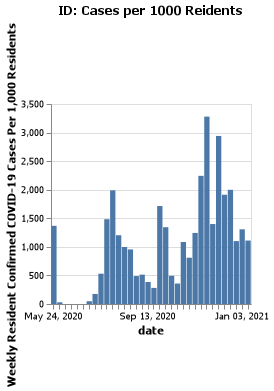 ID: Cases per 1000 Reidents
Weekly Resident Confirmed COVID-19 Cases Per 1,000 Residents
3,500
3,000
2,500
2,000
1,500
1,000
500
0
May 24, 2020 Sep 13, 2020 Jan 03, 2021
date